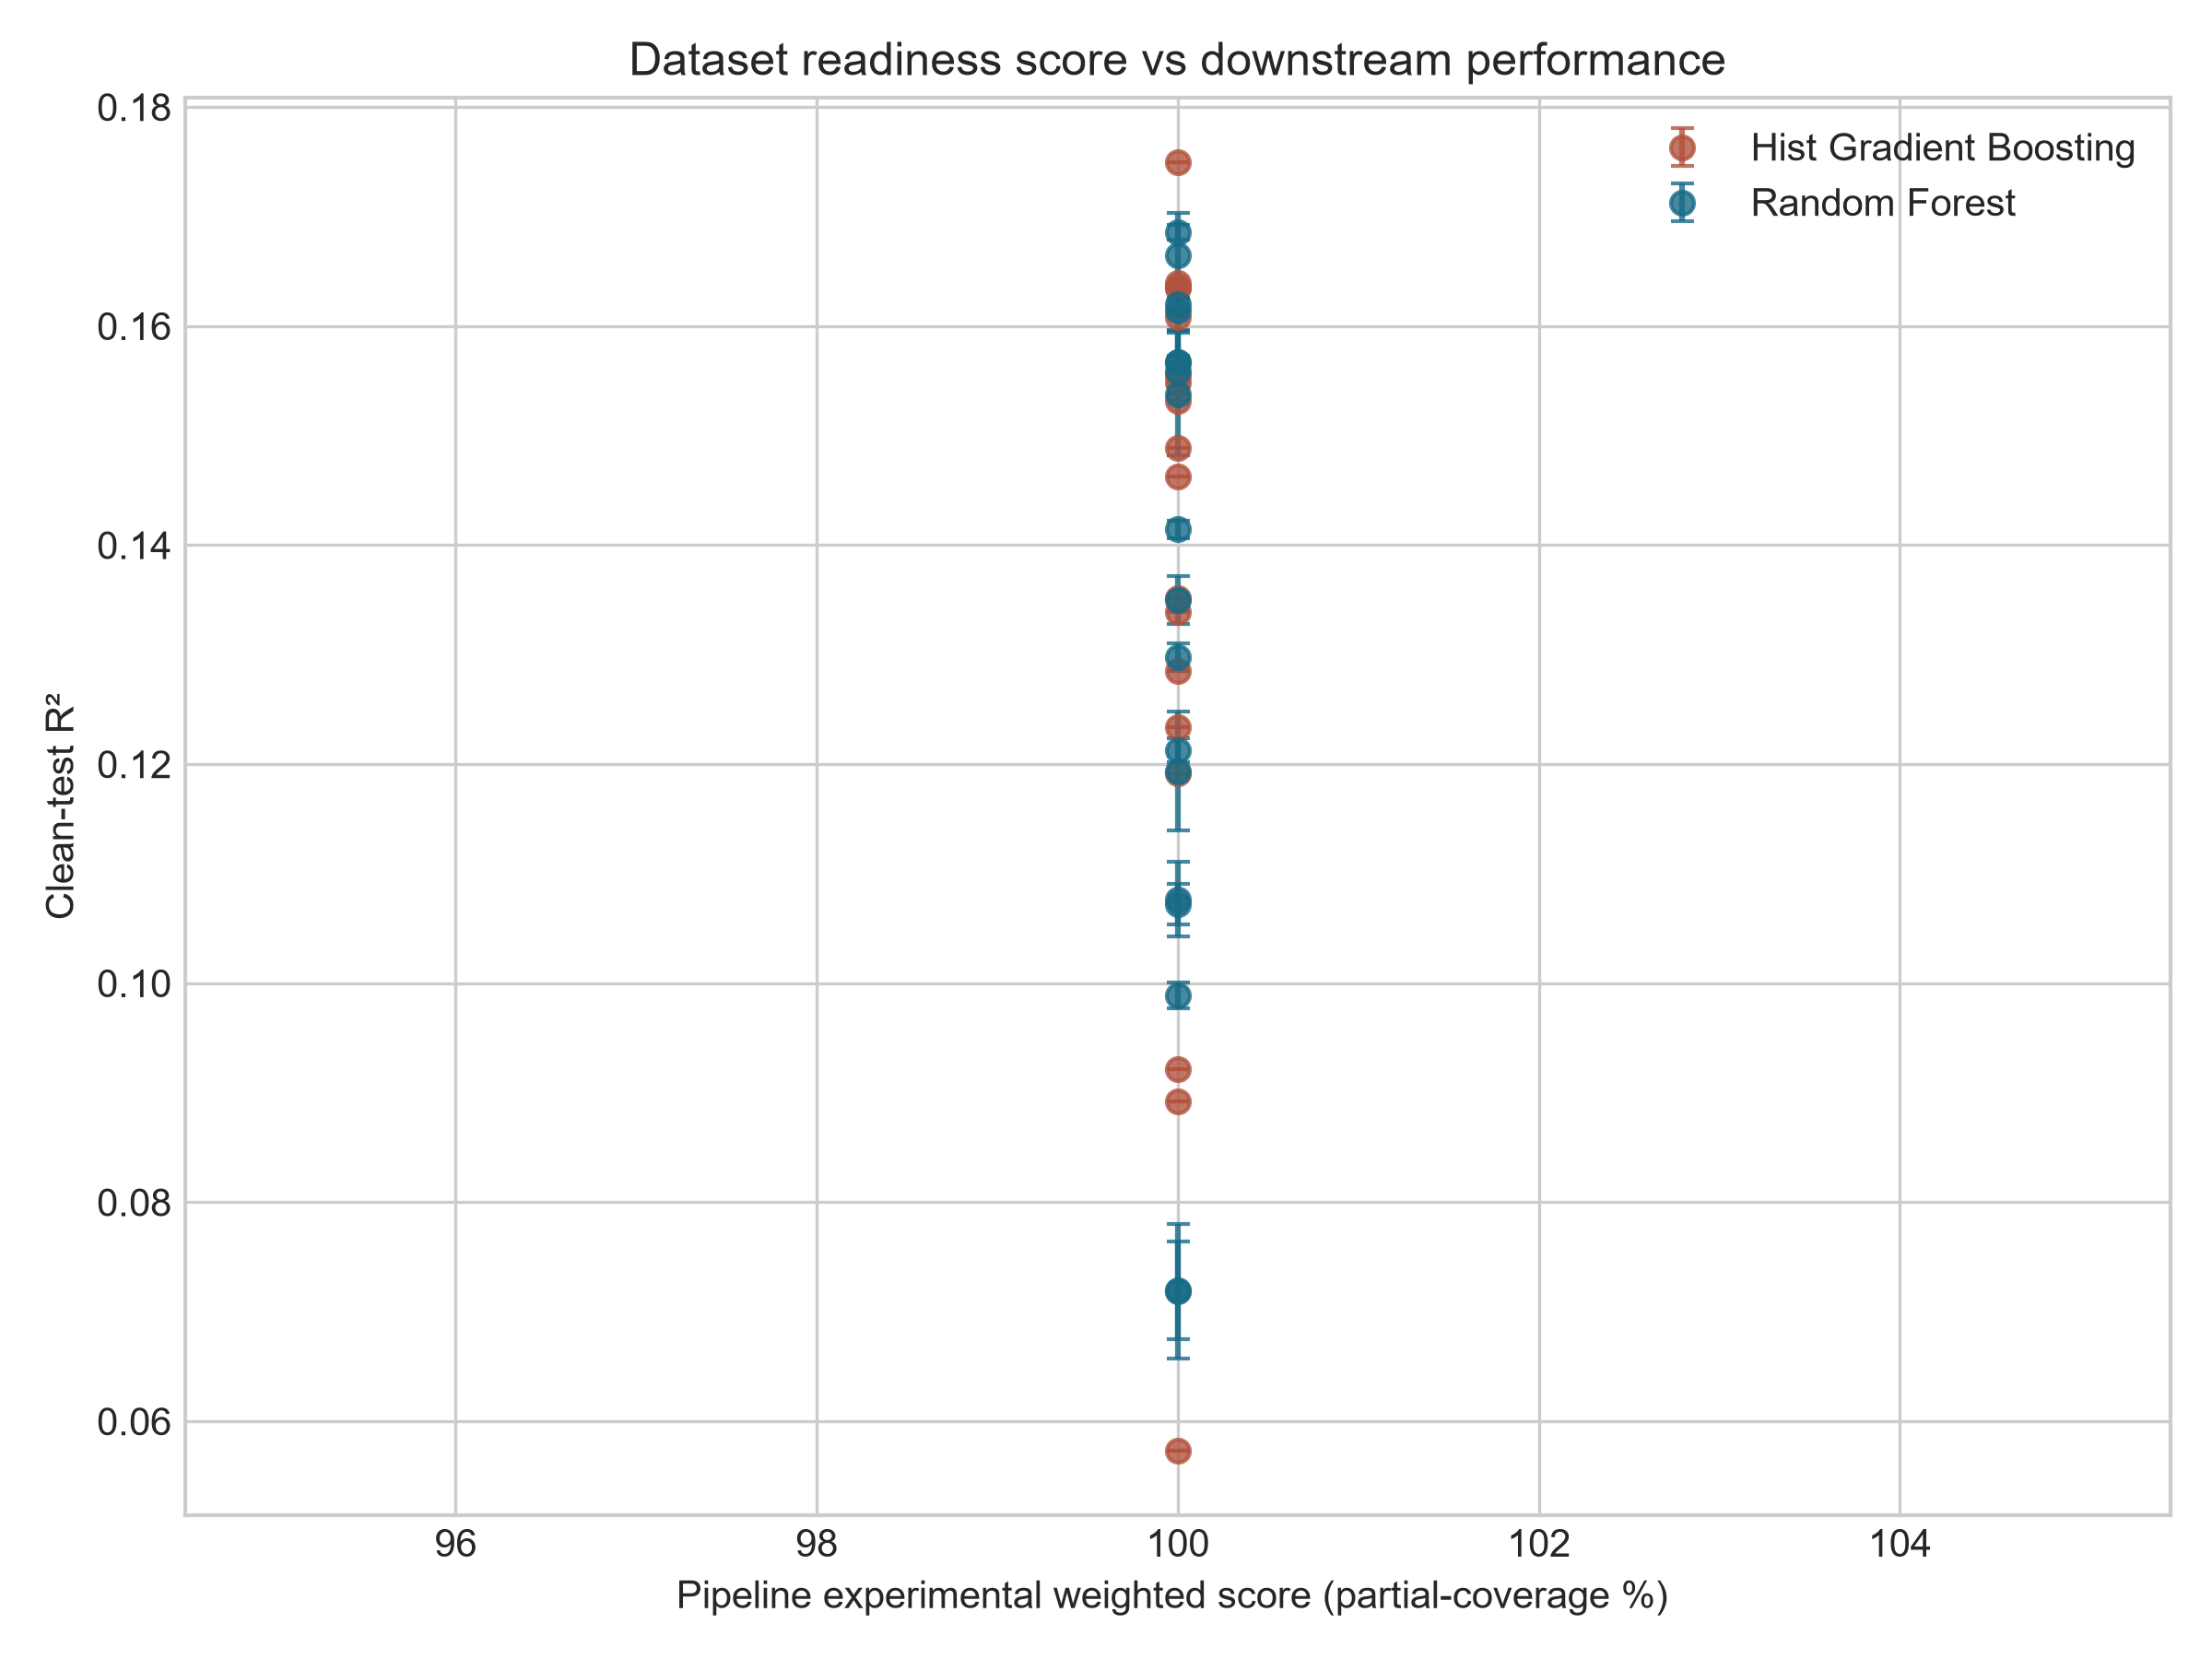 Dataset readiness score vs downstream performance
Hist Gradient Boosting
Random Forest
Clean-test R²
0.18
0.16
0.14
0.12
0.10
0.08
0.06
96 98 100 102 104
Pipeline experimental weighted score (partial-coverage %)